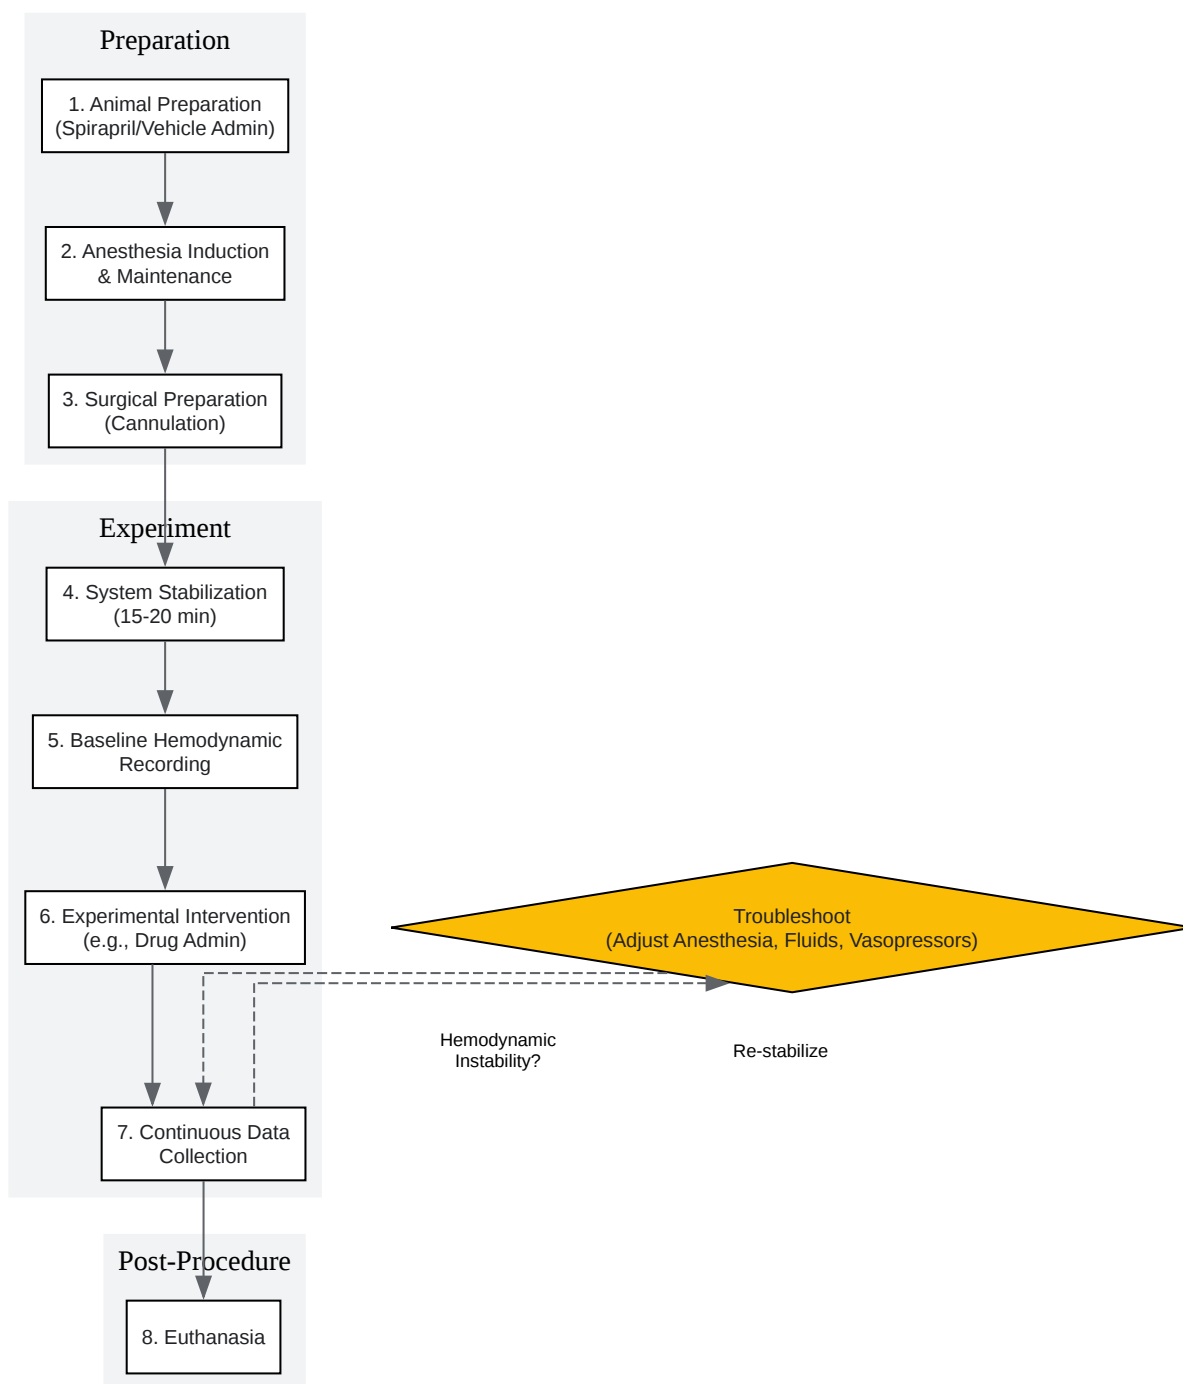 Preparation
1. Animal Preparation
(Spirapril/Vehicle Admin)
2. Anesthesia Induction
& Maintenance
3. Surgical Preparation
(Cannulation)
Experiment
4. System Stabilization
(15-20 min)
5. Baseline Hemodynamic
Recording
6. Experimental Intervention
(e.g., Drug Admin)
Troubleshoot
(Adjust Anesthesia, Fluids, Vasopressors)
Hemodynamic
Instability?
Re-stabilize
7. Continuous Data
Collection
Post-Procedure
8. Euthanasia